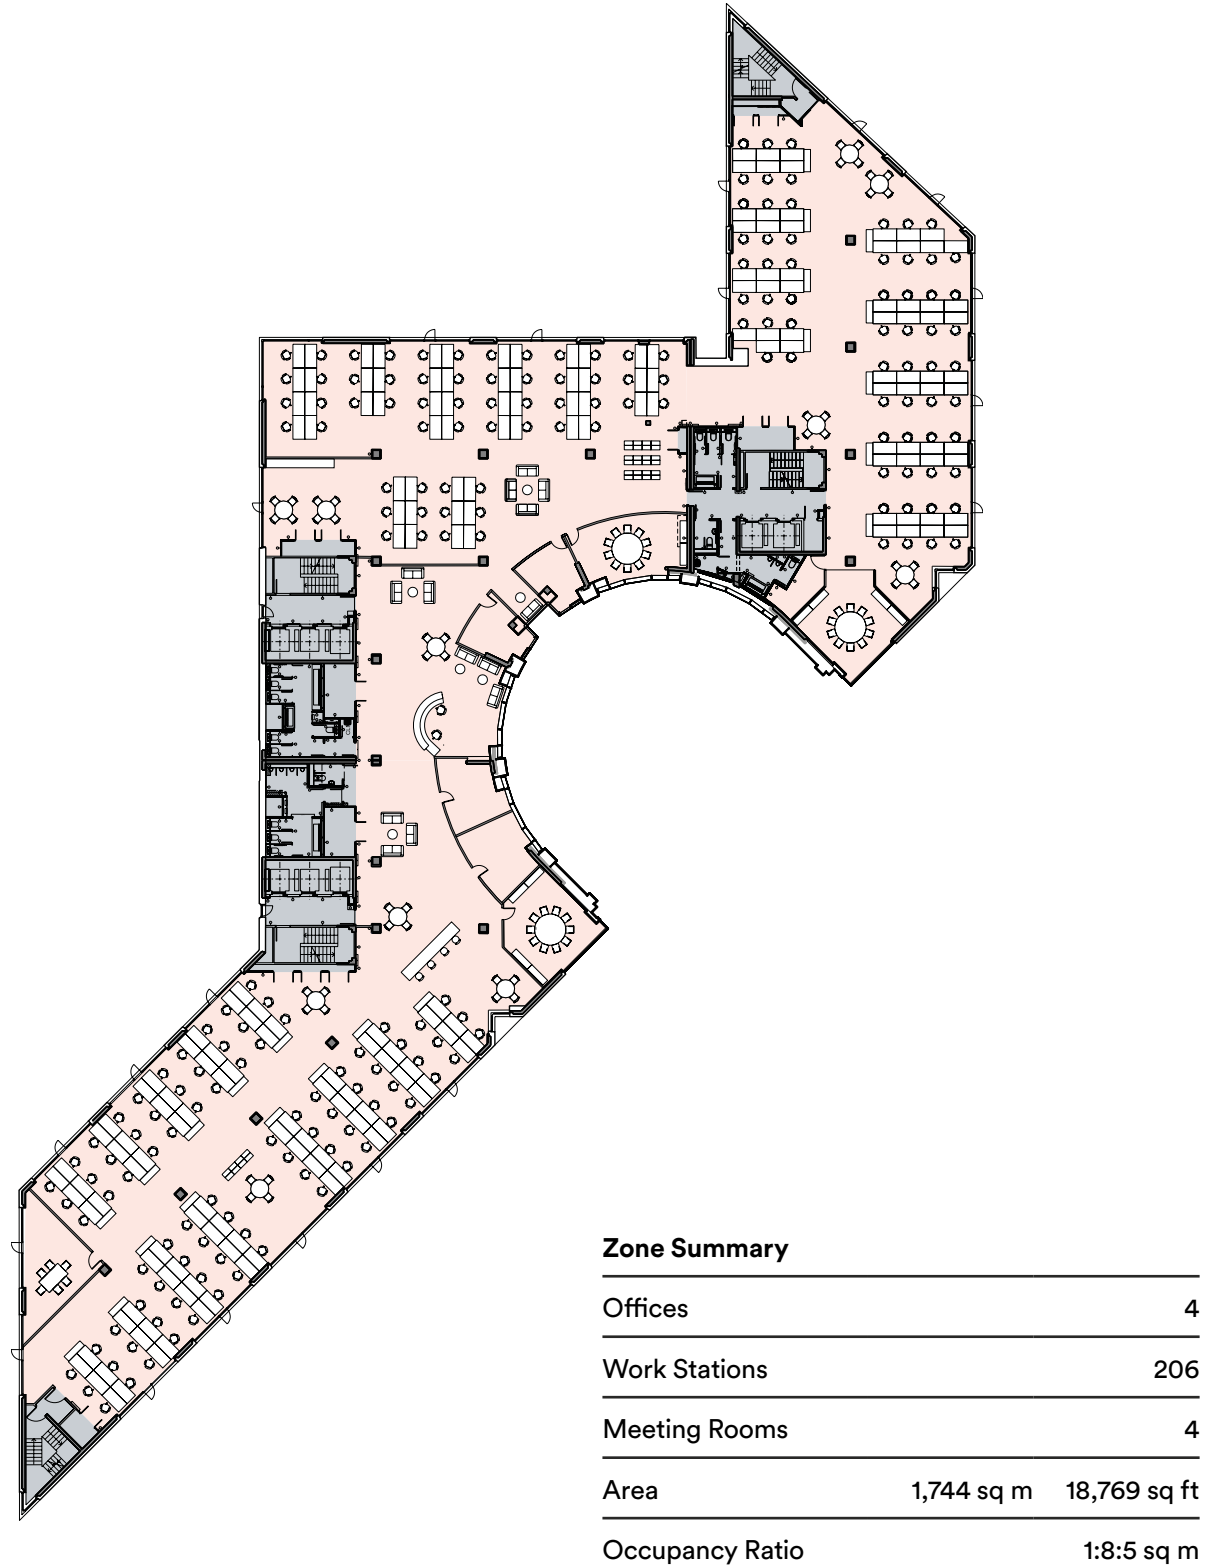 Zone Summary
Offices 4
Work Stations 206
Meeting Rooms 4
Area 1,744 sq m 18,769 sq ft
Occupancy Ratio 1:8:5 sq m